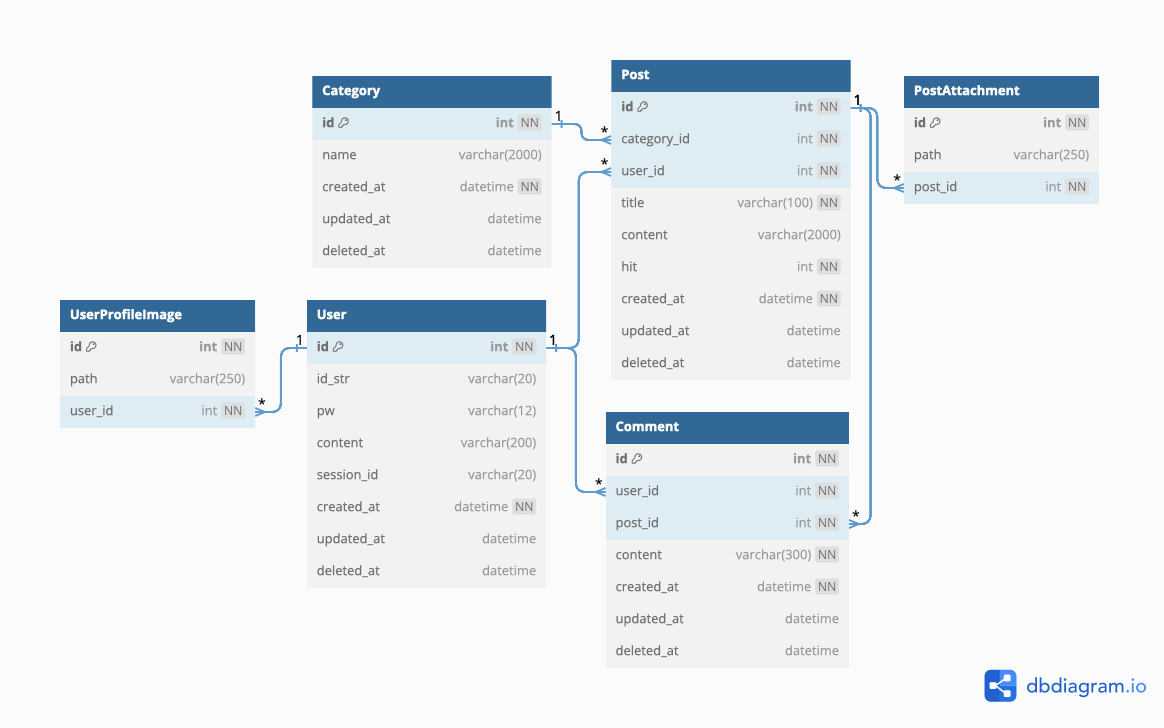 Category
id int NN
name varchar(2000)
created_at datetime NN
updated_at datetime
deleted_at datetime
1
*
Post
id int NN
category_id int NN
user_id int NN
title varchar(100) NN
content varchar(2000)
hit int NN
created_at datetime NN
updated_at datetime
deleted_at datetime
*
1
*
PostAttachment
id int NN
path varchar(250)
post_id int NN
UserProfileImage
id int NN
path varchar(250)
user_id int NN
*
1
User
id int NN
id_str varchar(20)
pw varchar(12)
content varchar(200)
session_id varchar(20)
created_at datetime NN
updated_at datetime
deleted_at datetime
1
*
Comment
id int NN
user_id int NN
post_id int NN
content varchar(300) NN
created_at datetime NN
updated_at datetime
deleted_at datetime
*
dbdiagram.io